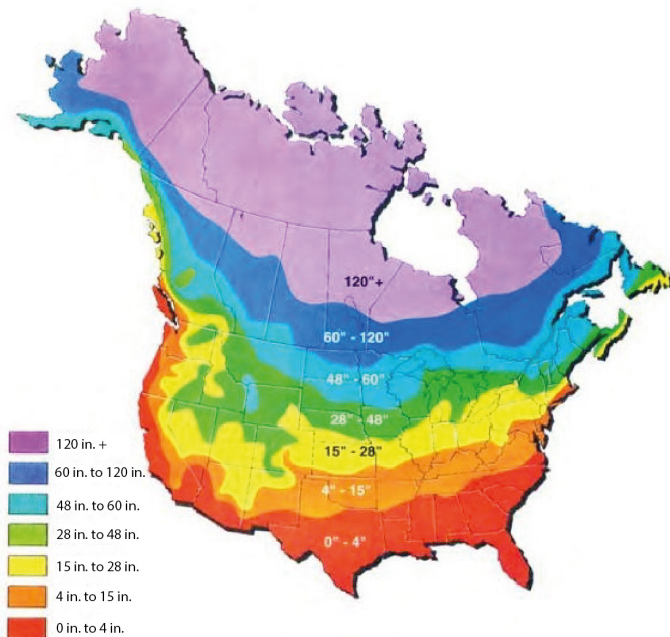 120"+
60" - 120"
48" - 60"
28" - 48"
15" - 28"
4" - 15"
0" - 4"
120 in. +
60 in. to 120 in.
48 in. to 60 in.
28 in. to 48 in.
15 in. to 28 in.
4 in. to 15 in.
0 in. to 4 in.